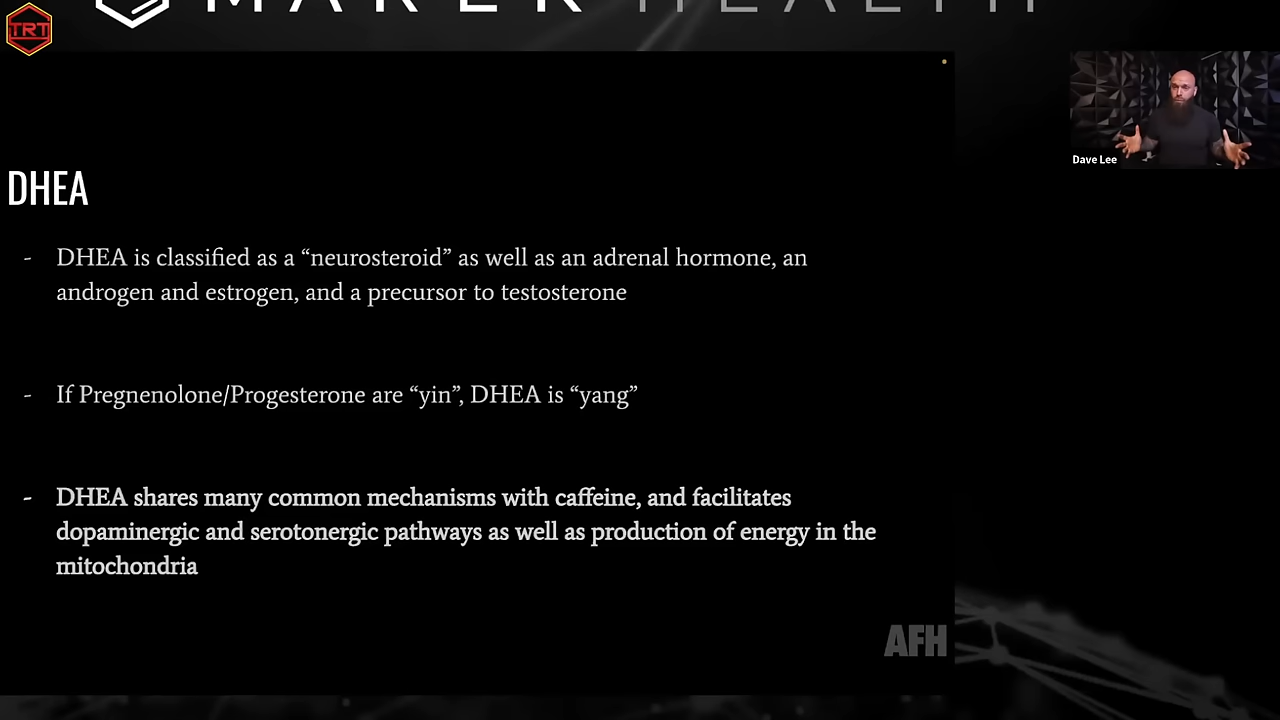 TRT
Dave Lee
DHEA
- DHEA is classified as a “neurosteroid” as well as an adrenal hormone, an
androgen and estrogen, and a precursor to testosterone
- If Pregnenolone/Progesterone are “yin”, DHEA is “yang”
- DHEA shares many common mechanisms with caffeine, and facilitates
dopaminergic and serotonergic pathways as well as production of energy in the
mitochondria
AFH